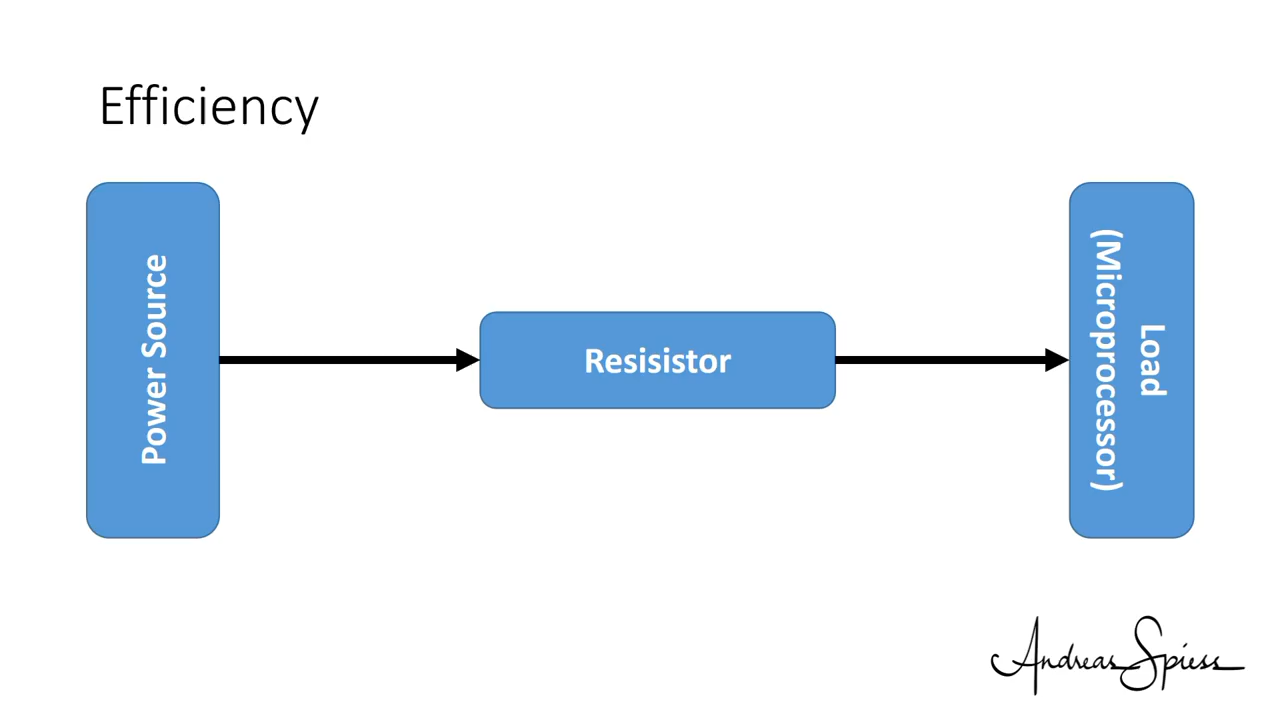 Efficiency
Power Source
Resisistor
Load
(Microprocessor)
Andreas Spiess